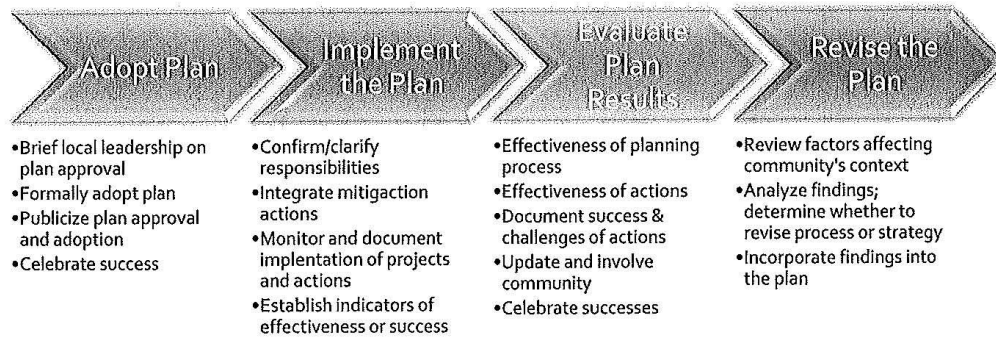 Adopt Plan
•Brief local leadership on
plan approval
•Formally adopt plan
•Publicize plan approval
and adoption
•Celebrate success
Implement
the Plan
•Confirm/clarify
responsibilities
•Integrate mitigaction
actions
•Monitor and document
implentation of projects
and actions
•Establish indicators of
effectiveness or success
Evaluate
Plan
Results
•Effectiveness of planning
process
•Effectiveness of actions
•Document success &
challenges of actions
•Update and involve
community
•Celebrate successes
Revise the
Plan
•Review factors affecting
community's context
•Analyze findings;
determine whether to
revise process or strategy
•Incorporate findings into
the plan